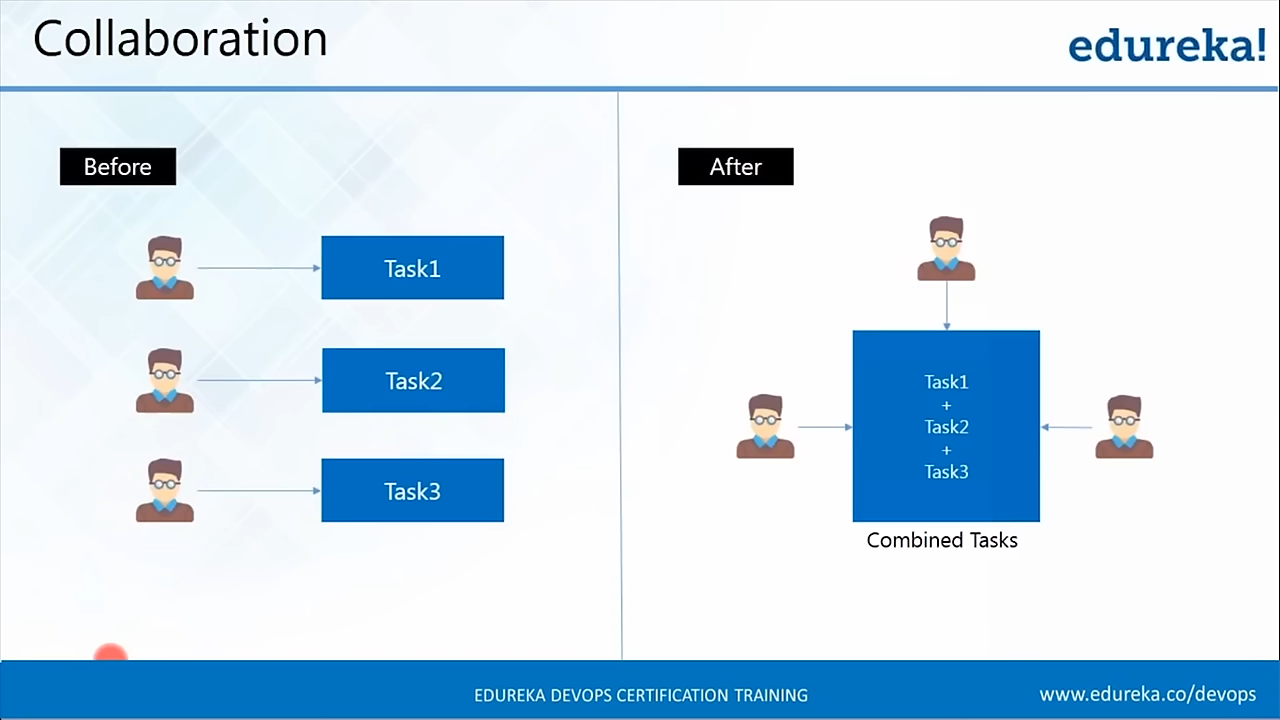 Collaboration
edureka!
Before
Task1
Task2
Task3
After
Task1
+
Task2
+
Task3
Combined Tasks
EDUREKA DEVOPS CERTIFICATION TRAINING
www.edureka.co/devops